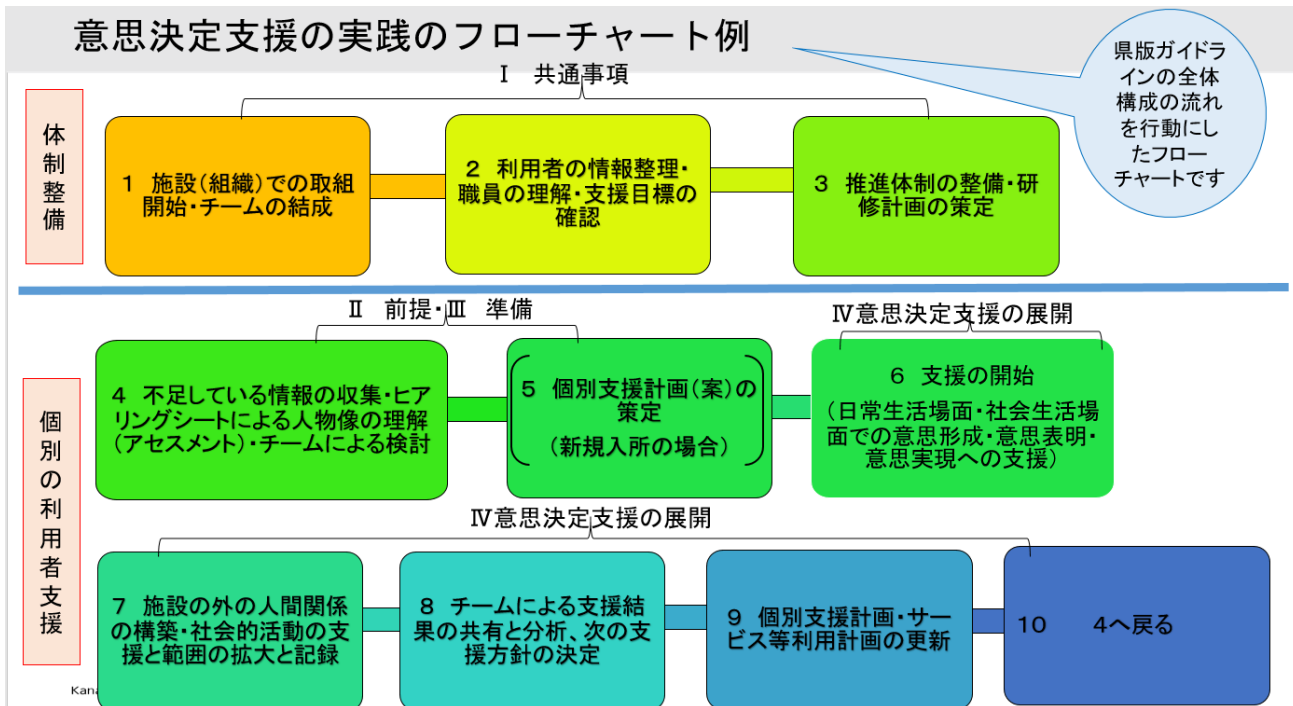 意思決定支援の実践のフローチャート例
県版ガイドラ
インの全体
構成の流れ
を行動にし
たフロー
チャートです
Ⅰ　共通事項
体制整備
1　施設(組織)での取組
開始・チームの結成
2　利用者の情報整理・
職員の理解・支援目標の
確認
3　推進体制の整備・研
修計画の策定
Ⅱ　前提・Ⅲ　準備
Ⅳ意思決定支援の展開
個別の利用者支援
4　不足している情報の収集・ヒア
リングシートによる人物像の理解
(アセスメント)・チームによる検討
5　個別支援計画(案)の
策定
(新規入所の場合)
6　支援の開始
(日常生活場面・社会生活場
面での意思形成・意思表明・
意思実現への支援)
Ⅳ意思決定支援の展開
7　施設の外の人間関係
の構築・社会的活動の支
援と範囲の拡大と記録
8　チームによる支援結
果の共有と分析、次の支
援方針の決定
9　個別支援計画・サー
ビス等利用計画の更新
10　　4へ戻る